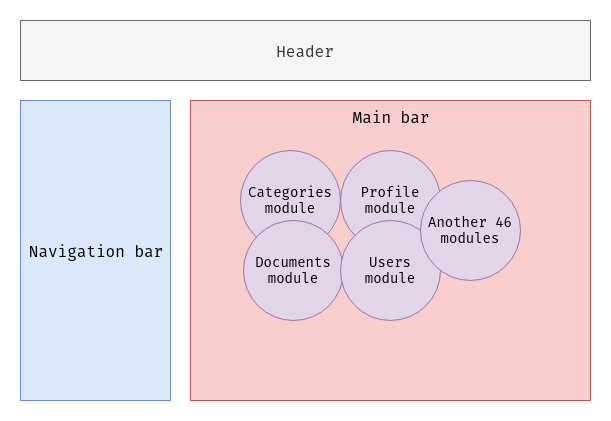 Header
Main bar
Navigation bar
Categories
module
Profile
module
Another 46
modules
Documents
module
Users
module